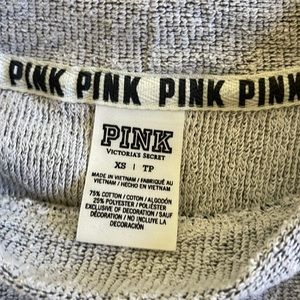 PINK PINK PINK PINK
PINK
VICTORIA'S SECRET
XS | TP
MADE IN VIETNAM / FABRIQUÉ AU
VIETNAM / HECHO EN VIETNAM
75% COTTON / COTON / ALGODÓN
25% POLYESTER / POLIÉSTER
EXCLUSIVE OF DECORATION / SAUF
DÉCORATION / NO INCLUYE LA
DECORACIÓN